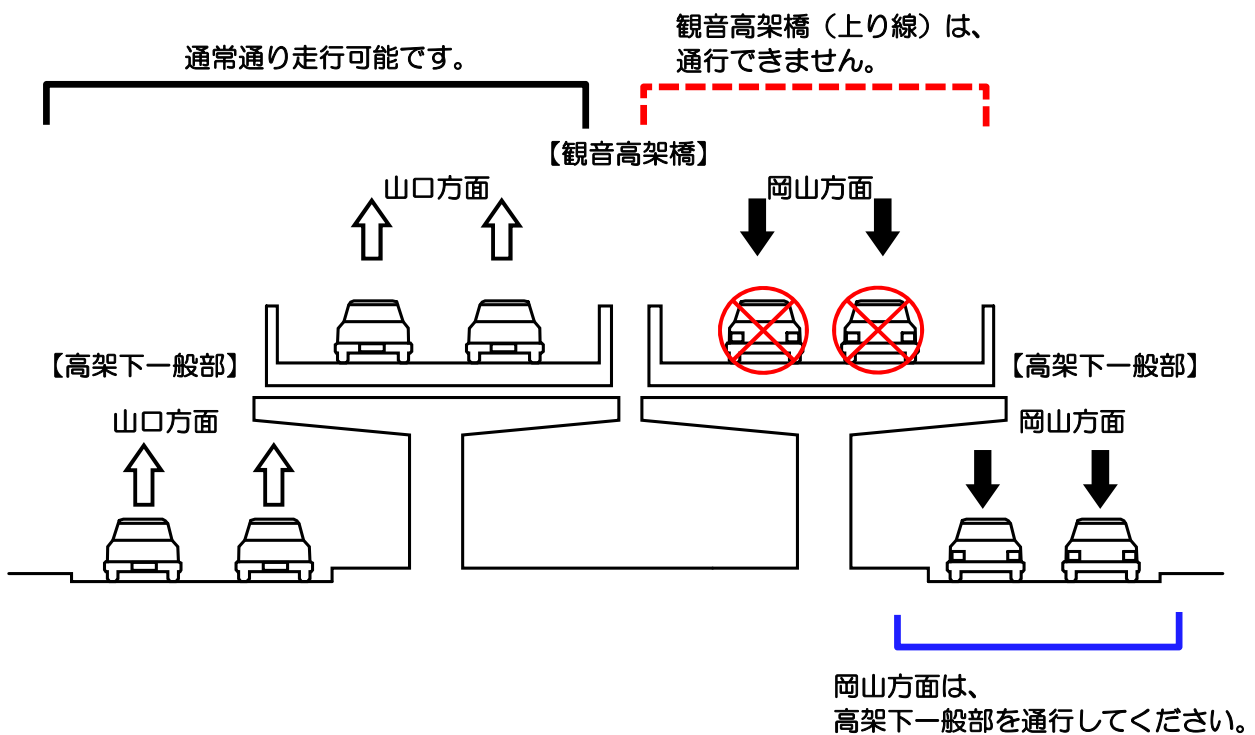 通常通り走行可能です。
観音高架橋（上り線）は、
通行できません。
【観音高架橋】
山口方面
岡山方面
【高架下一般部】
【高架下一般部】
山口方面
岡山方面
岡山方面は、
高架下一般部を通行してください。